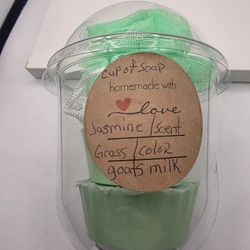 cup of soap
homemade with
love
Jasmine/scent
Grass/color
goats milk